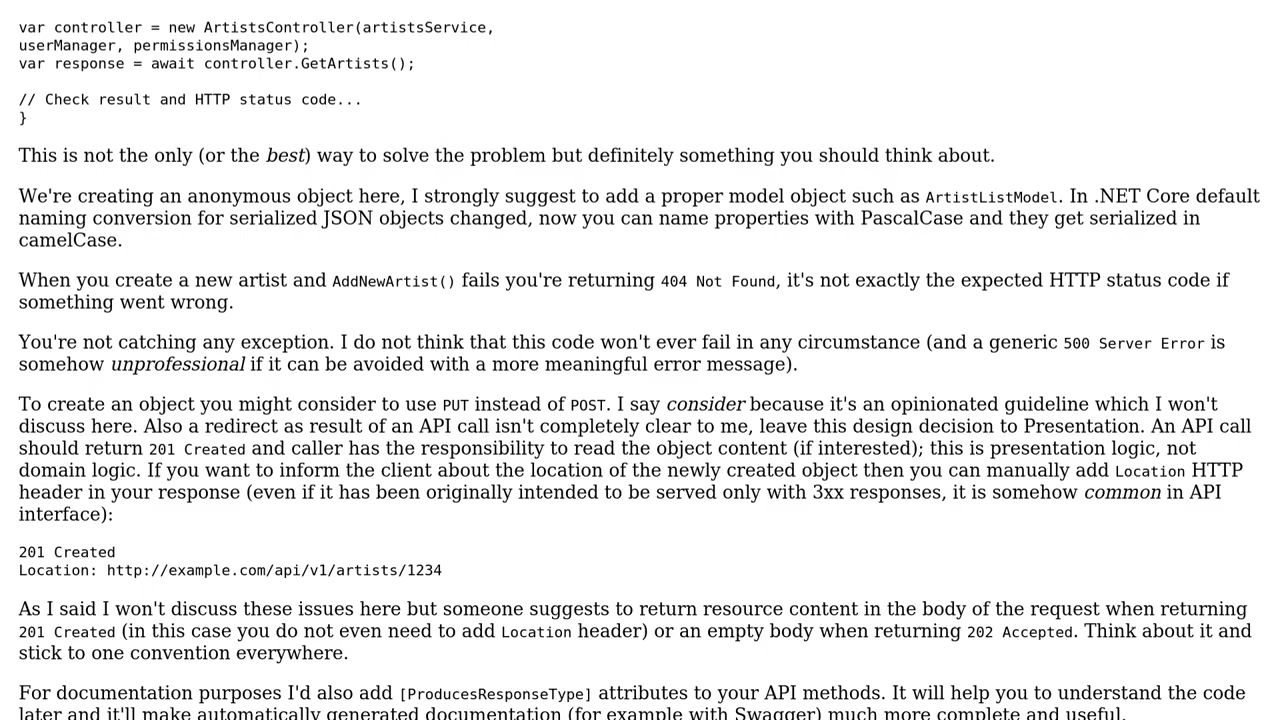 var controller = new ArtistsController(artistsService,
userManager, permissionsManager);
var response = await controller.GetArtists();
// Check result and HTTP status code...
}
This is not the only (or the best) way to solve the problem but definitely something you should think about.
We're creating an anonymous object here, I strongly suggest to add a proper model object such as ArtistListModel. In .NET Core default
naming conversion for serialized JSON objects changed, now you can name properties with PascalCase and they get serialized in
camelCase.
When you create a new artist and AddNewArtist() fails you're returning 404 Not Found, it's not exactly the expected HTTP status code if
something went wrong.
You're not catching any exception. I do not think that this code won't ever fail in any circumstance (and a generic 500 Server Error is
somehow unprofessional if it can be avoided with a more meaningful error message).
To create an object you might consider to use PUT instead of POST. I say consider because it's an opinionated guideline which I won't
discuss here. Also a redirect as result of an API call isn't completely clear to me, leave this design decision to Presentation. An API call
should return 201 Created and caller has the responsibility to read the object content (if interested); this is presentation logic, not
domain logic. If you want to inform the client about the location of the newly created object then you can manually add Location HTTP
header in your response (even if it has been originally intended to be served only with 3xx responses, it is somehow common in API
interface):
201 Created
Location: http://example.com/api/v1/artists/1234
As I said I won't discuss these issues here but someone suggests to return resource content in the body of the request when returning
201 Created (in this case you do not even need to add Location header) or an empty body when returning 202 Accepted. Think about it and
stick to one convention everywhere.
For documentation purposes I'd also add [ProducesResponseType] attributes to your API methods. It will help you to understand the code
later and it'll make automatically generated documentation (for example with Swagger) much more complete and useful.